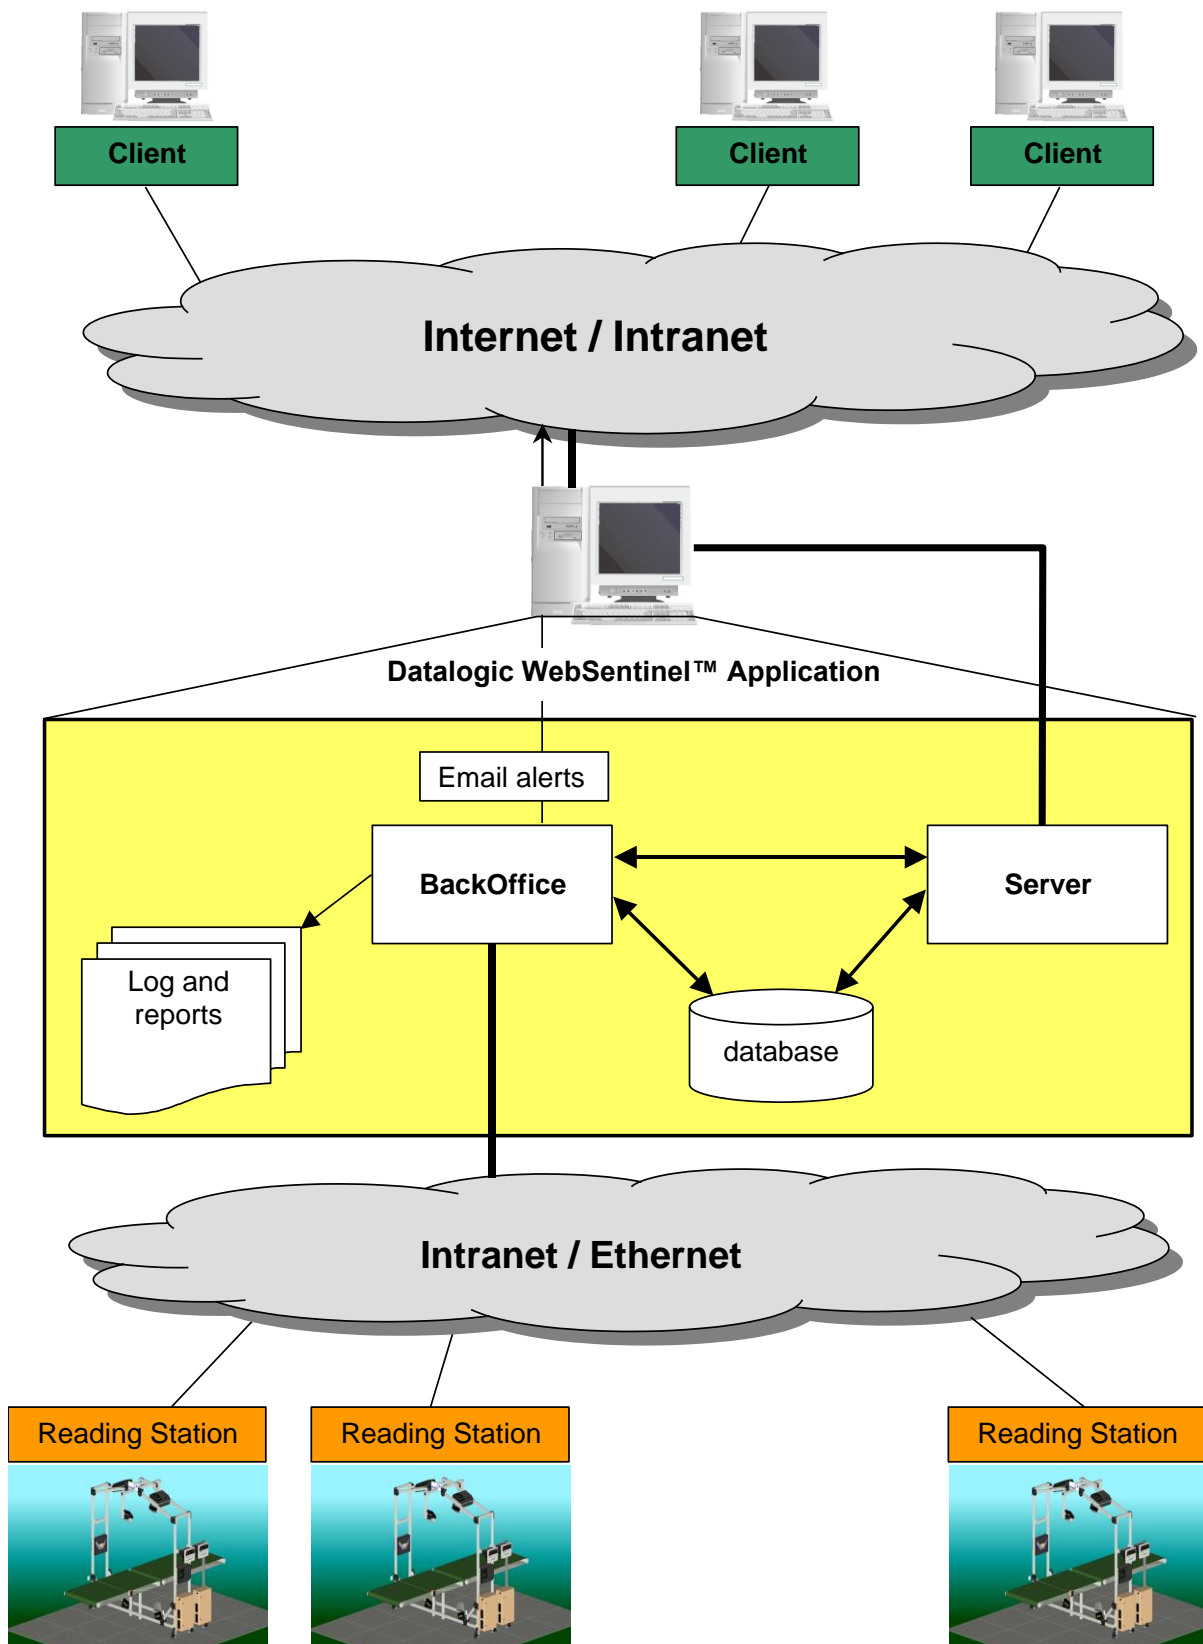 Client
Client
Client
Internet / Intranet
Datalogic WebSentinel™ Application
Email alerts
BackOffice
Server
Log and
reports
database
Intranet / Ethernet
Reading Station
Reading Station
Reading Station